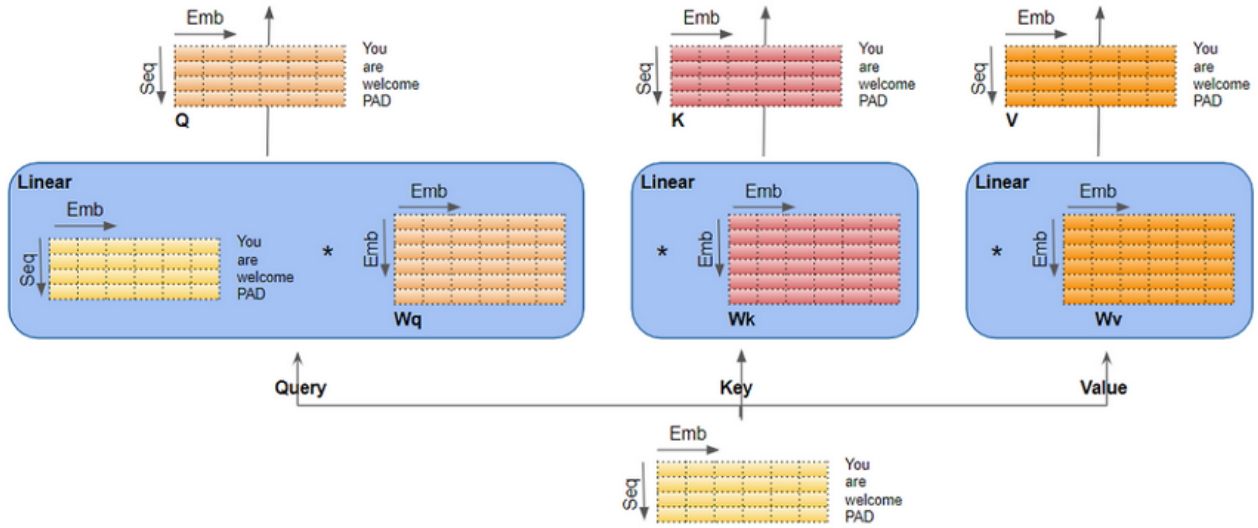 Emb
Seq
You
are
welcome
PAD
Q
Emb
Seq
You
are
welcome
PAD
K
Emb
Seq
You
are
welcome
PAD
V
Linear
Emb
Seq
You
are
welcome
PAD
*
Emb
Emb
Wq
Linear
*
Emb
Emb
Wk
Linear
*
Emb
Emb
Wv
Query
Key
Value
Emb
Seq
You
are
welcome
PAD